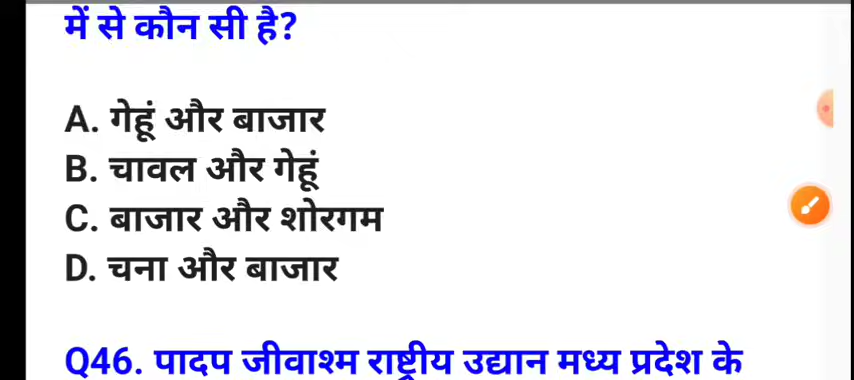 में से कौन सी है?
A. गेहूं और बाजार
B. चावल और गेहूं
C. बाजार और शोरगम
D. चना और बाजार
Q46. पादप जीवाश्म राष्ट्रीय उद्यान मध्य प्रदेश के